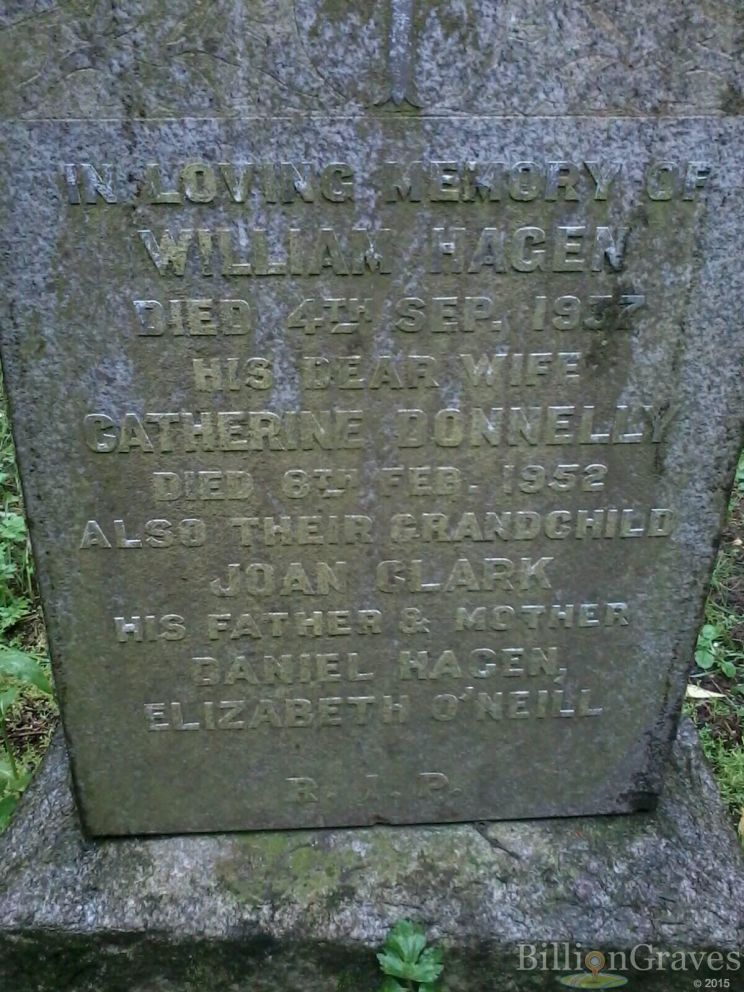 IN LOVING MEMORY OF
WILLIAM HAGEN
DIED 4TH SEP. 1937
HIS DEAR WIFE
CATHERINE DONNELLY
DIED 8TH FEB. 1952
ALSO THEIR GRANDCHILD
JOAN CLARK
HIS FATHER & MOTHER
DANIEL HAGEN,
ELIZABETH O'NEILL
R. I. P.
BillionGraves
© 2015